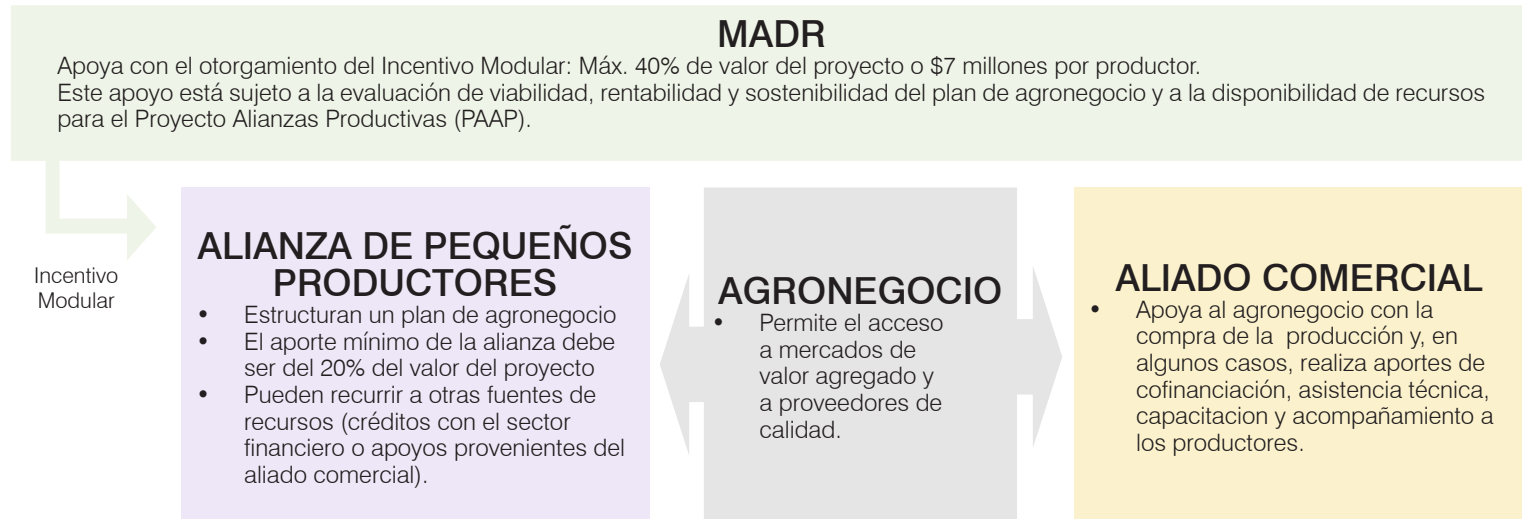 MADR
Apoya con el otorgamiento del Incentivo Modular: Máx. 40% de valor del proyecto o $7 millones por productor.
Este apoyo está sujeto a la evaluación de viabilidad, rentabilidad y sostenibilidad del plan de agronegocio y a la disponibilidad de recursos
para el Proyecto Alianzas Productivas (PAAP).
Incentivo
Modular
ALIANZA DE PEQUEÑOS
PRODUCTORES
• Estructuran un plan de agronegocio
• El aporte mínimo de la alianza debe
ser del 20% del valor del proyecto
• Pueden recurrir a otras fuentes de
recursos (créditos con el sector
financiero o apoyos provenientes del
aliado comercial).
AGRONEGOCIO
• Permite el acceso
a mercados de
valor agregado y
a proveedores de
calidad.
ALIADO COMERCIAL
• Apoya al agronegocio con la
compra de la producción y, en
algunos casos, realiza aportes de
cofinanciación, asistencia técnica,
capacitacion y acompañamiento a
los productores.